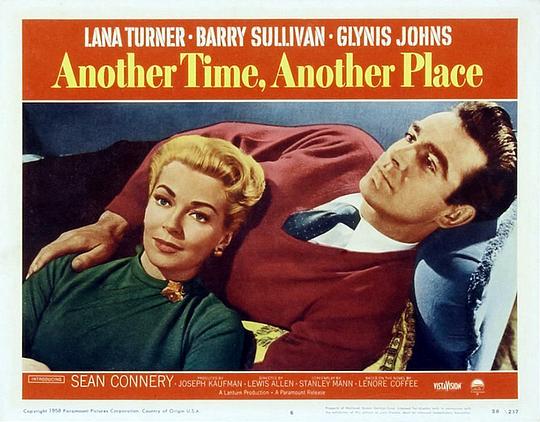 LANA TURNER · BARRY SULLIVAN · GLYNIS JOHNS
Another Time, Another Place
INTRODUCING SEAN CONNERY · PRODUCED BY JOSEPH KAUFMAN · DIRECTED BY LEWIS ALLEN · SCREENPLAY BY STANLEY MANN · BASED ON THE NOVEL BY LENORE COFFEE
A Lanturn Production · A Paramount Release
VISTAVISION
Copyright 1958 Paramount Pictures Corporation. Country of Origin U.S.A.
6
58
237